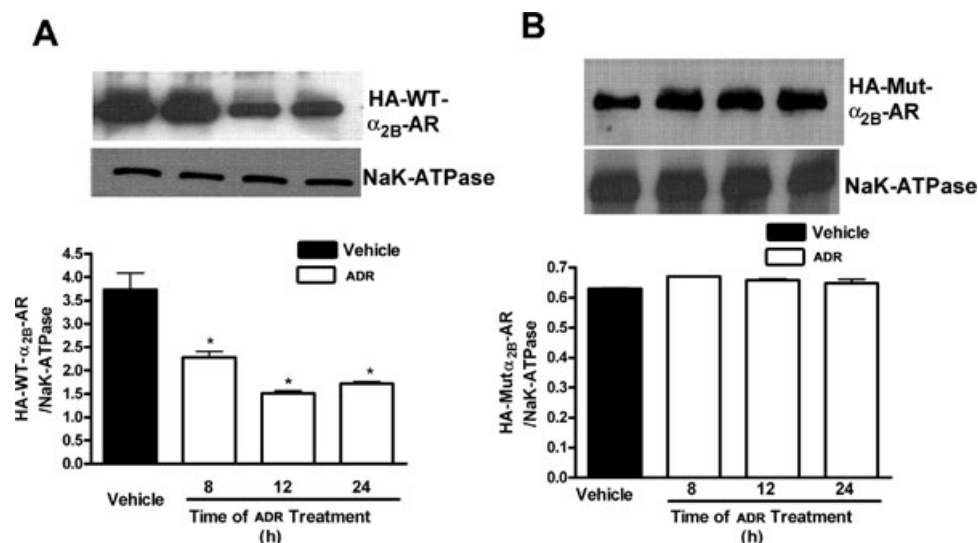 A
HA-WT-
α2B-AR
NaK-ATPase
Vehicle
ADR
HA-WT-α2B-AR
/NaK-ATPase
4.5
4.0
3.5
3.0
2.5
2.0
1.5
1.0
0.5
0.0
*
*
*
Vehicle
8 12 24
Time of ADR Treatment
(h)
B
HA-Mut-
α2B-AR
NaK-ATPase
Vehicle
ADR
HA-Mutα2B-AR
/NaK-ATPase
0.7
0.6
0.5
0.4
0.3
0.2
0.1
0.0
Vehicle
8 12 24
Time of ADR Treatment
(h)